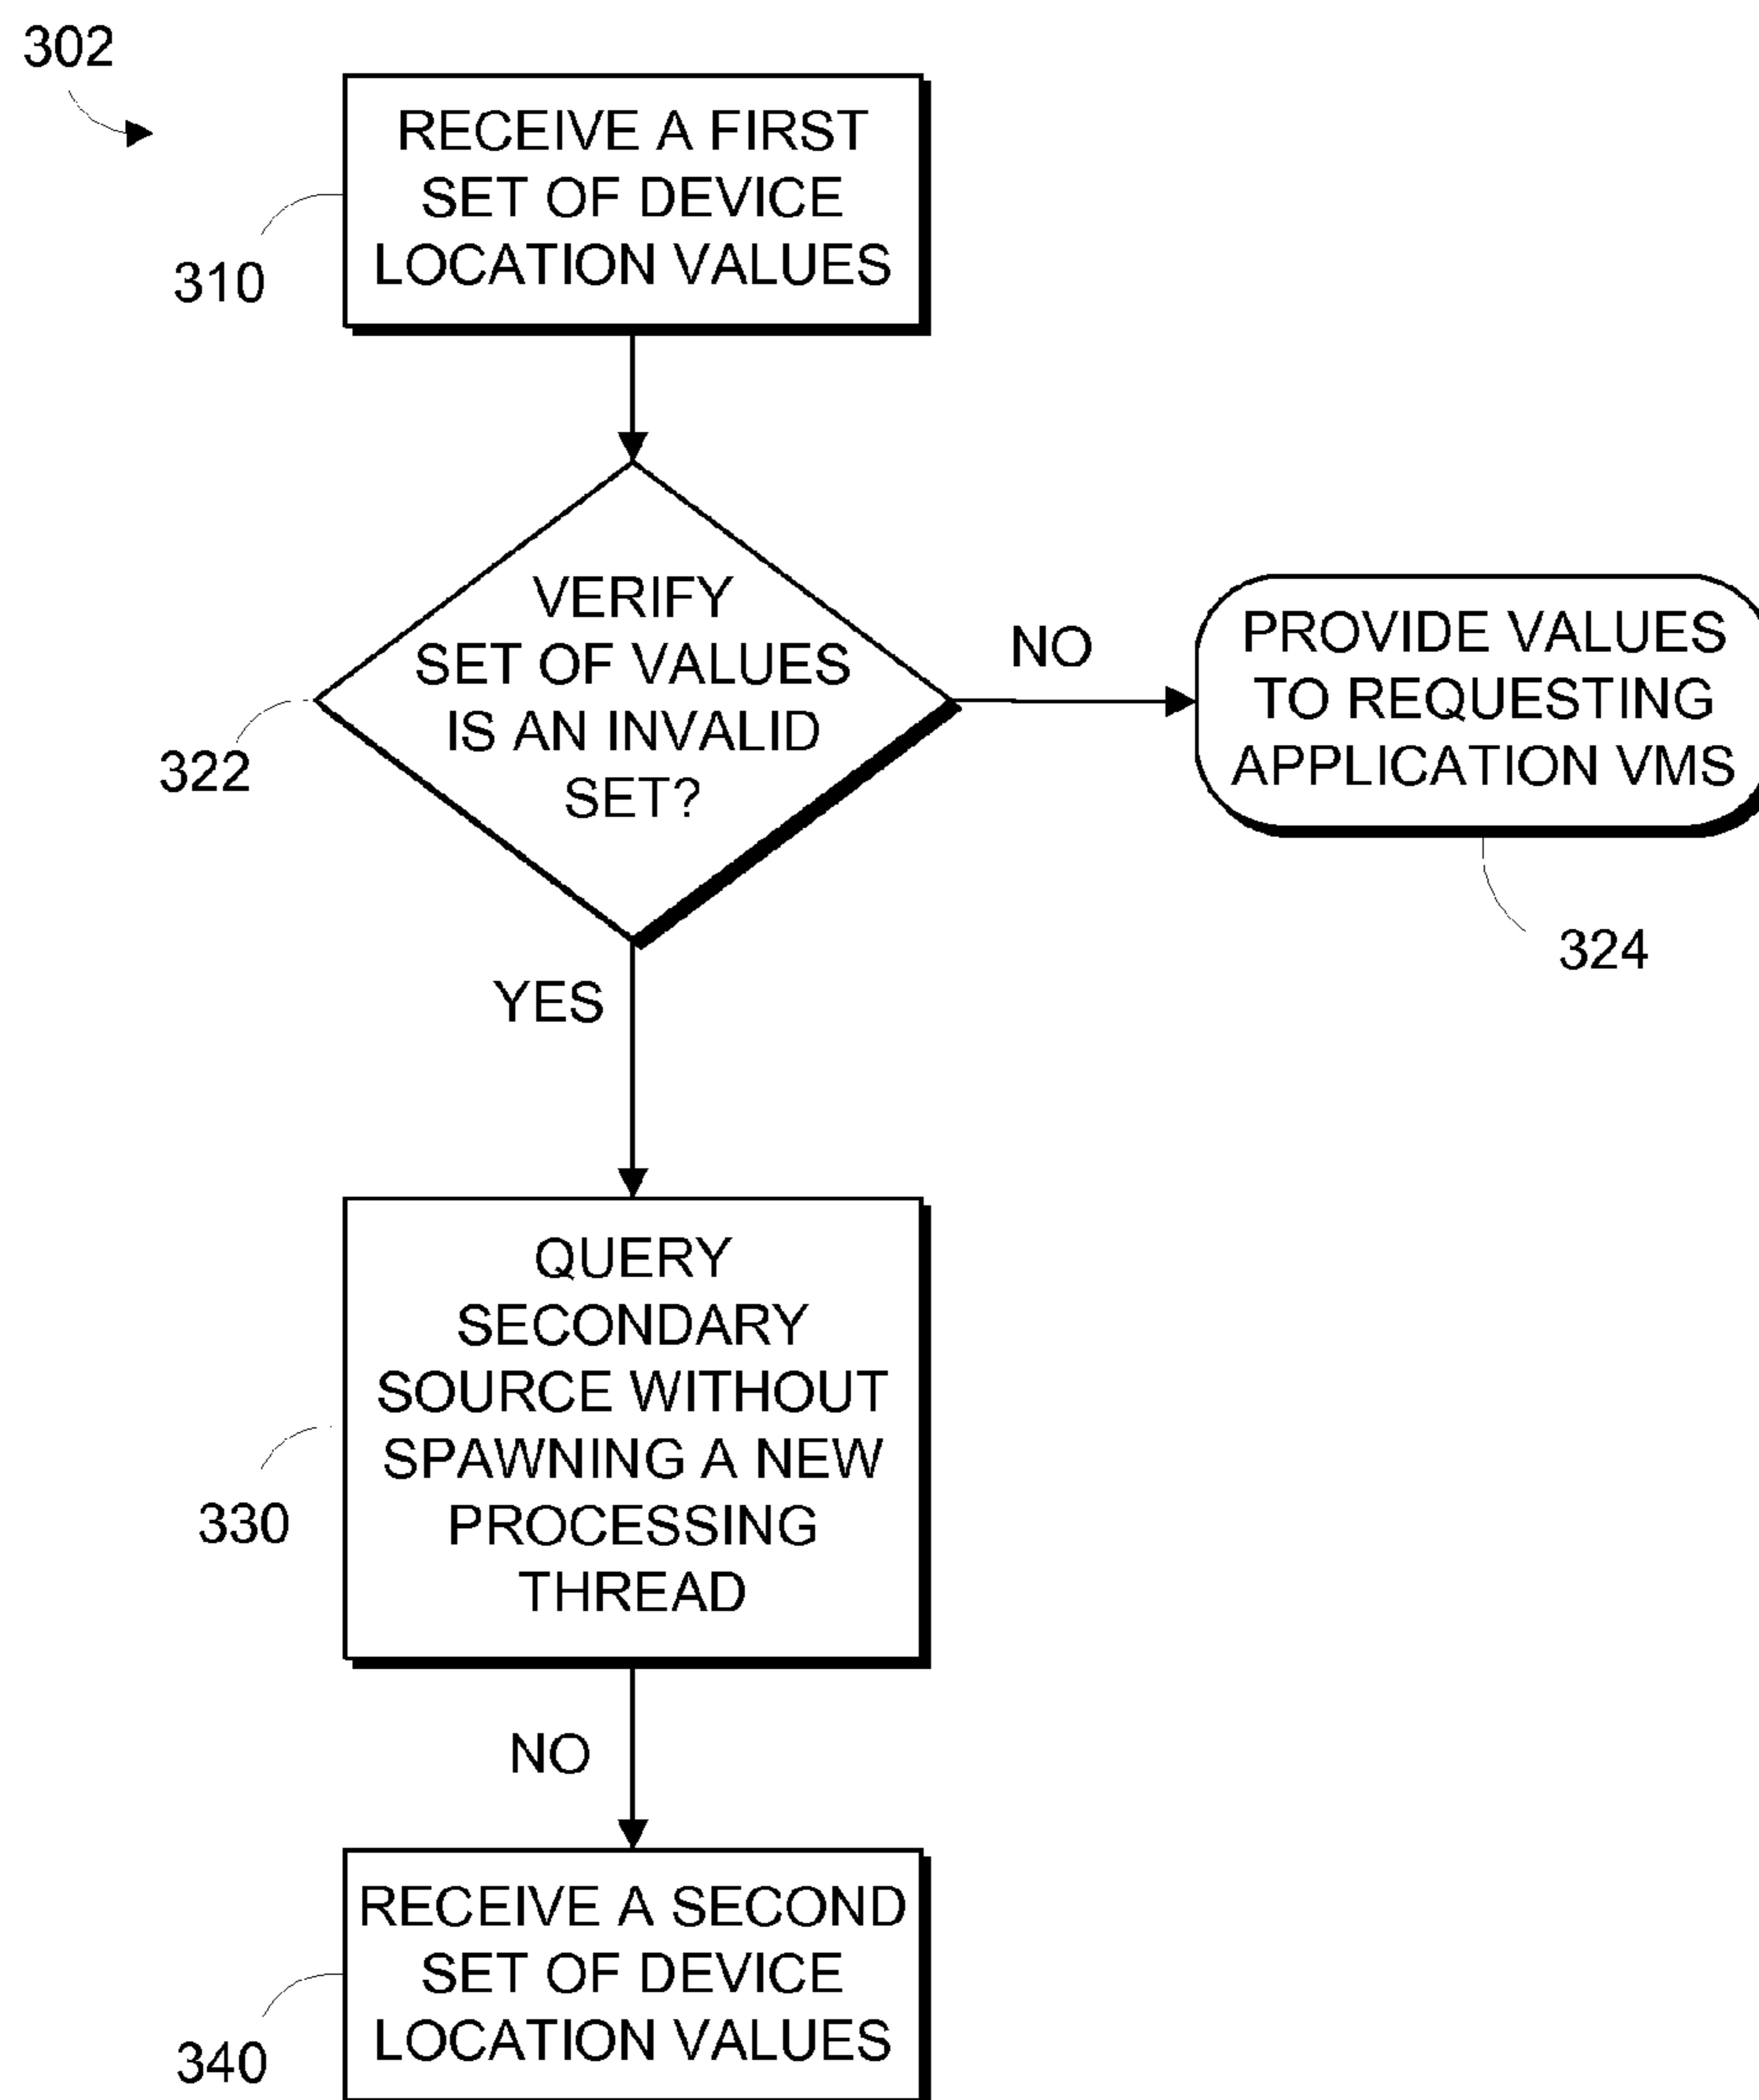 302
RECEIVE A FIRST
SET OF DEVICE
LOCATION VALUES
310
VERIFY
SET OF VALUES
IS AN INVALID
SET?
322
NO
PROVIDE VALUES
TO REQUESTING
APPLICATION VMS
324
YES
QUERY
SECONDARY
SOURCE WITHOUT
SPAWNING A NEW
PROCESSING
THREAD
330
NO
RECEIVE A SECOND
SET OF DEVICE
LOCATION VALUES
340